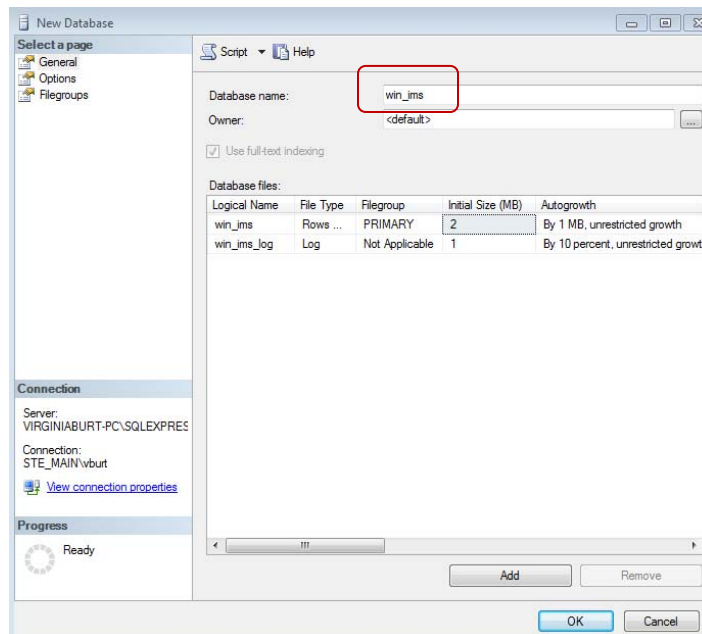 New Database
Select a page
General
Options
Filegroups
Script Help
Database name: win_ims
Owner: <default> ...
Use full-text indexing
Database files:
Logical Name File Type Filegroup Initial Size (MB) Autogrowth
win_ims Rows ... PRIMARY 2 By 1 MB, unrestricted growth
win_ims_log Log Not Applicable 1 By 10 percent, unrestricted growt
Connection
Server:
VIRGINIABURT-PC\SQLEXPRES
Connection:
STE_MAIN\vburt
View connection properties
Progress
Ready
Add Remove
OK Cancel